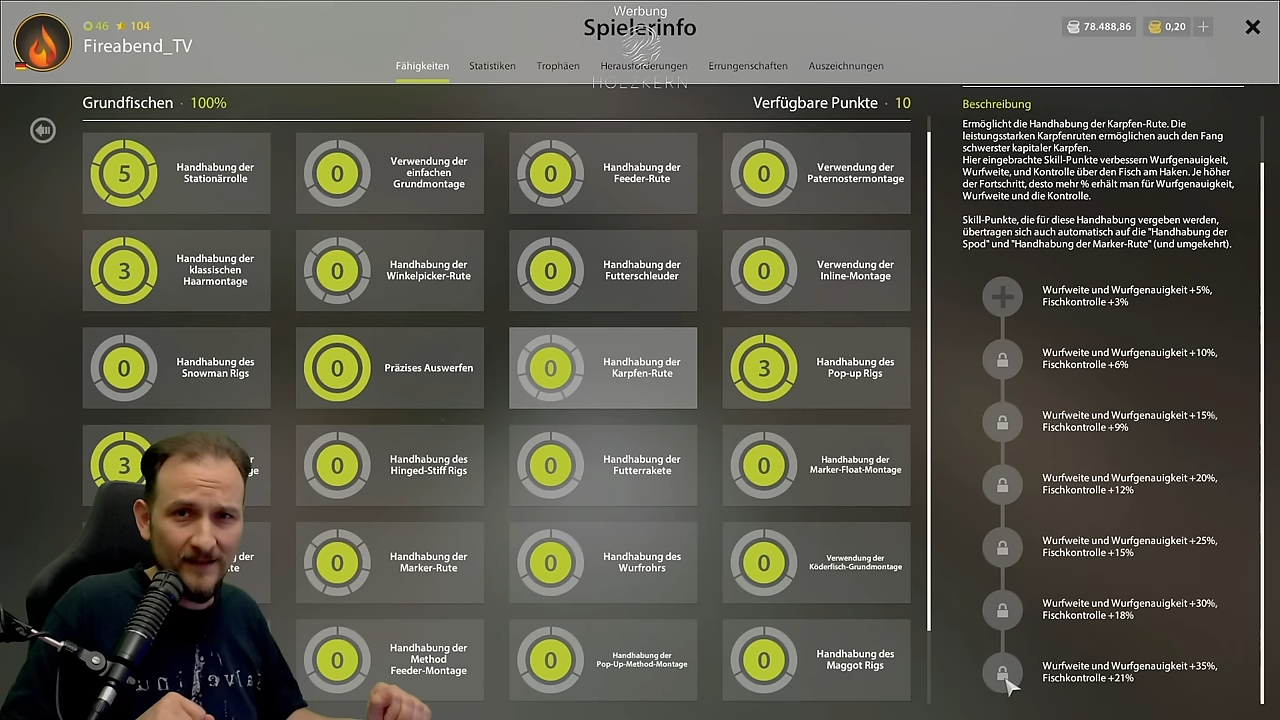 Werbung
46 104
Fireabend_TV
Spielerinfo
HOLZKERN
78.488,86
0,20
Fähigkeiten
Statistiken
Trophäen
Herausforderungen
Errungenschaften
Auszeichnungen
Grundfischen · 100%
Verfügbare Punkte · 10
5
Handhabung der
Stationärrolle
0
Verwendung der
einfachen
Grundmontage
0
Handhabung der
Feeder-Rute
0
Verwendung der
Paternostermontage
3
Handhabung der
klassischen
Haarmontage
0
Handhabung der
Winkelpicker-Rute
0
Handhabung der
Futterschleuder
0
Verwendung der
Inline-Montage
0
Handhabung des
Snowman Rigs
0
Präzises Auswerfen
0
Handhabung der
Karpfen-Rute
3
Handhabung des
Pop-up Rigs
3
0
Handhabung des
Hinged-Stiff Rigs
0
Handhabung der
Futterrakete
0
Handhabung der
Marker-Float-Montage
0
Handhabung der
Marker-Rute
0
Handhabung des
Wurfrohrs
0
Verwendung der
Köderfisch-Grundmontage
0
Handhabung der
Method
Feeder-Montage
0
Handhabung der
Pop-Up-Method-Montage
0
Handhabung des
Maggot Rigs
Beschreibung
Ermöglicht die Handhabung der Karpfen-Rute. Die
leistungsstarken Karpfenruten ermöglichen auch den Fang
schwerster kapitaler Karpfen.
Hier eingebrachte Skill-Punkte verbessern Wurfgenauigkeit,
Wurfweite, und Kontrolle über den Fisch am Haken. Je höher
der Fortschritt, desto mehr % erhält man für Wurfgenauigkeit,
Wurfweite und die Kontrolle.
Skill-Punkte, die für diese Handhabung vergeben werden,
übertragen sich auch automatisch auf die "Handhabung der
Spod" und "Handhabung der Marker-Rute" (und umgekehrt).
Wurfweite und Wurfgenauigkeit +5%,
Fischkontrolle +3%
Wurfweite und Wurfgenauigkeit +10%,
Fischkontrolle +6%
Wurfweite und Wurfgenauigkeit +15%,
Fischkontrolle +9%
Wurfweite und Wurfgenauigkeit +20%,
Fischkontrolle +12%
Wurfweite und Wurfgenauigkeit +25%,
Fischkontrolle +15%
Wurfweite und Wurfgenauigkeit +30%,
Fischkontrolle +18%
Wurfweite und Wurfgenauigkeit +35%,
Fischkontrolle +21%